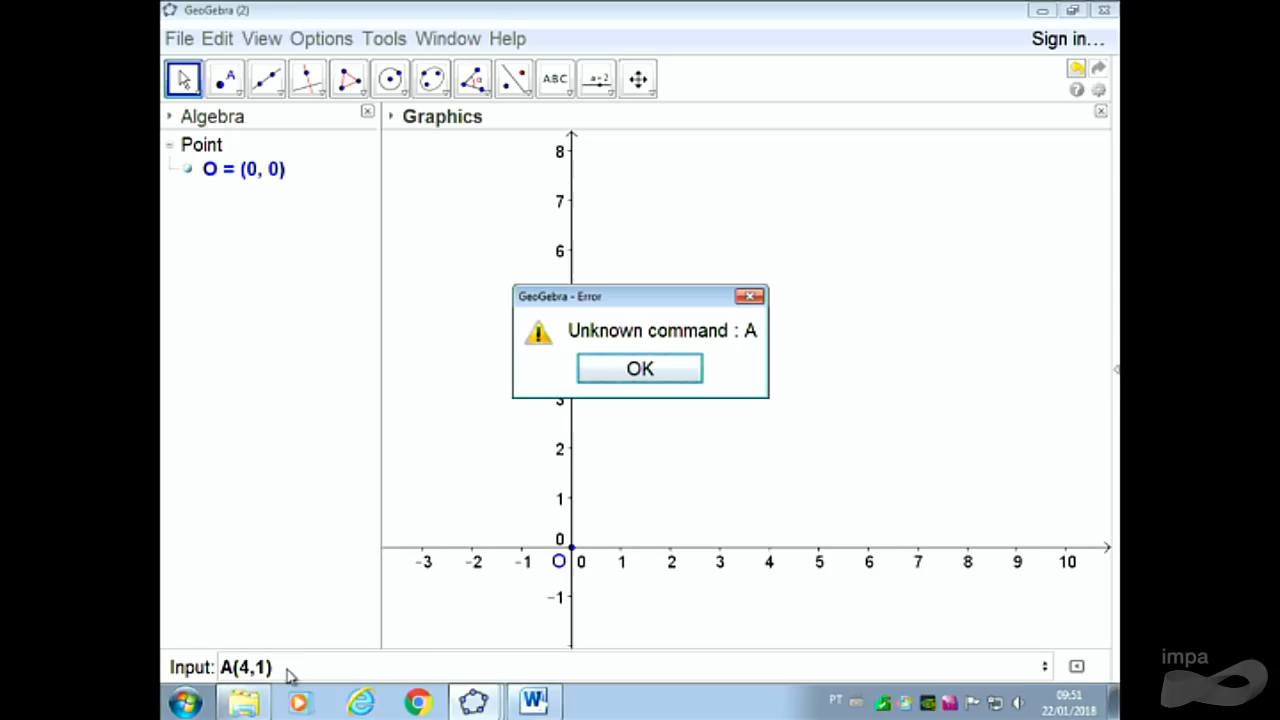 GeoGebra (2)
File Edit View Options Tools Window Help
Sign in...
A
α
ABC
a=2
Algebra
Graphics
Point
O = (0, 0)
8
7
6
GeoGebra - Error
Unknown command : A
OK
3
2
1
0
-3 -2 -1 O 0 1 2 3 4 5 6 7 8 9 10
-1
Input: A(4,1)
impa
PT
09:51
22/01/2018